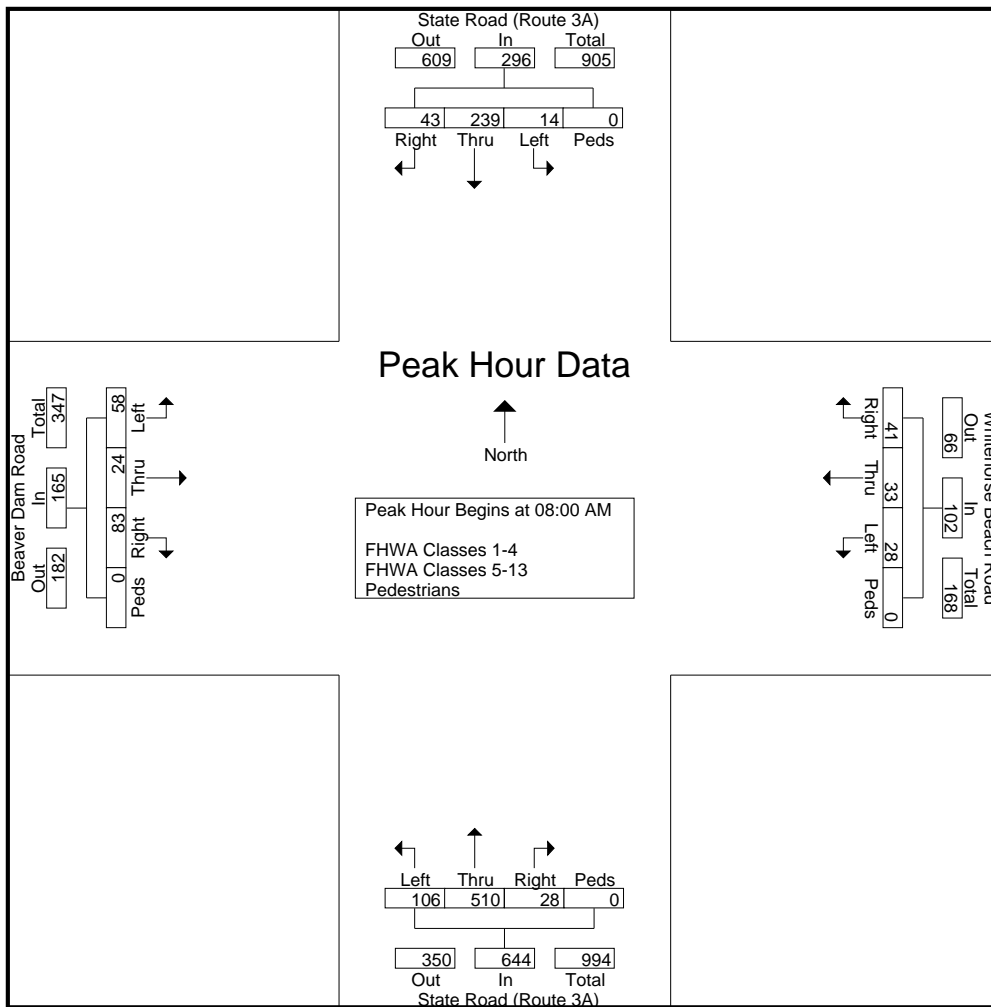 State Road (Route 3A)
Out In Total
609 296 905
43 239 14 0
Right Thru Left Peds
Peak Hour Data
North
Peak Hour Begins at 08:00 AM
FHWA Classes 1-4
FHWA Classes 5-13
Pedestrians
Beaver Dam Road
Out In Total
182 165 347
0 83 24 58
Peds Right Thru Left
Whitehorse Beach Road
Out In Total
66 102 168
41 33 28 0
Right Thru Left Peds
Left Thru Right Peds
106 510 28 0
350 644 994
Out In Total
State Road (Route 3A)